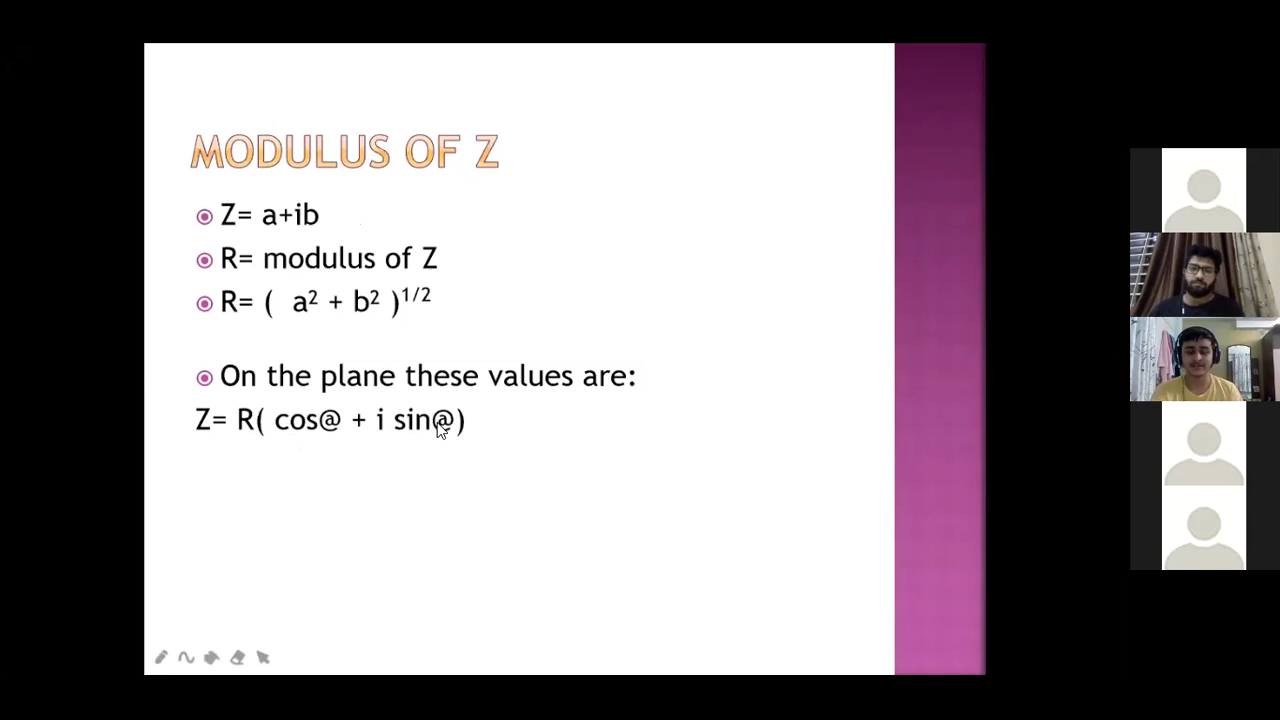 MODULUS OF Z
Z= a+ib
R= modulus of Z
R= ( a² + b² )¹/²
On the plane these values are:
Z= R( cos@ + i sin@)